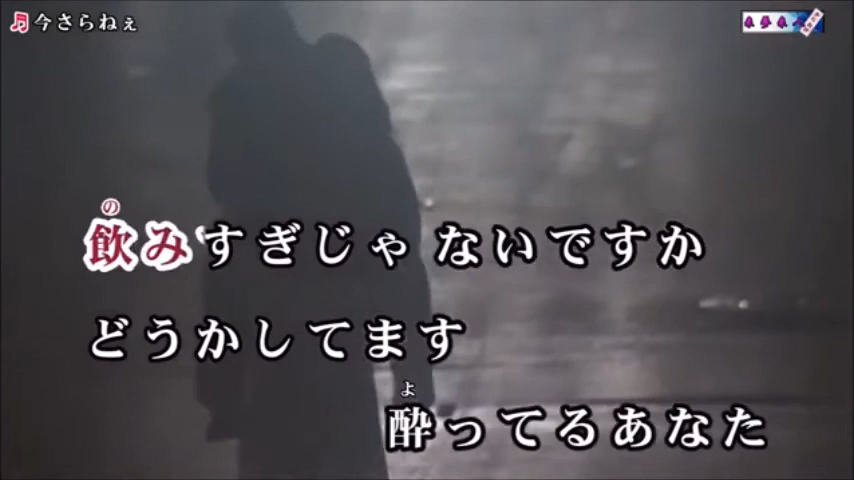 今さらねぇ
の
飲みすぎじゃないですか
どうかしてます
よ
酔ってるあなた